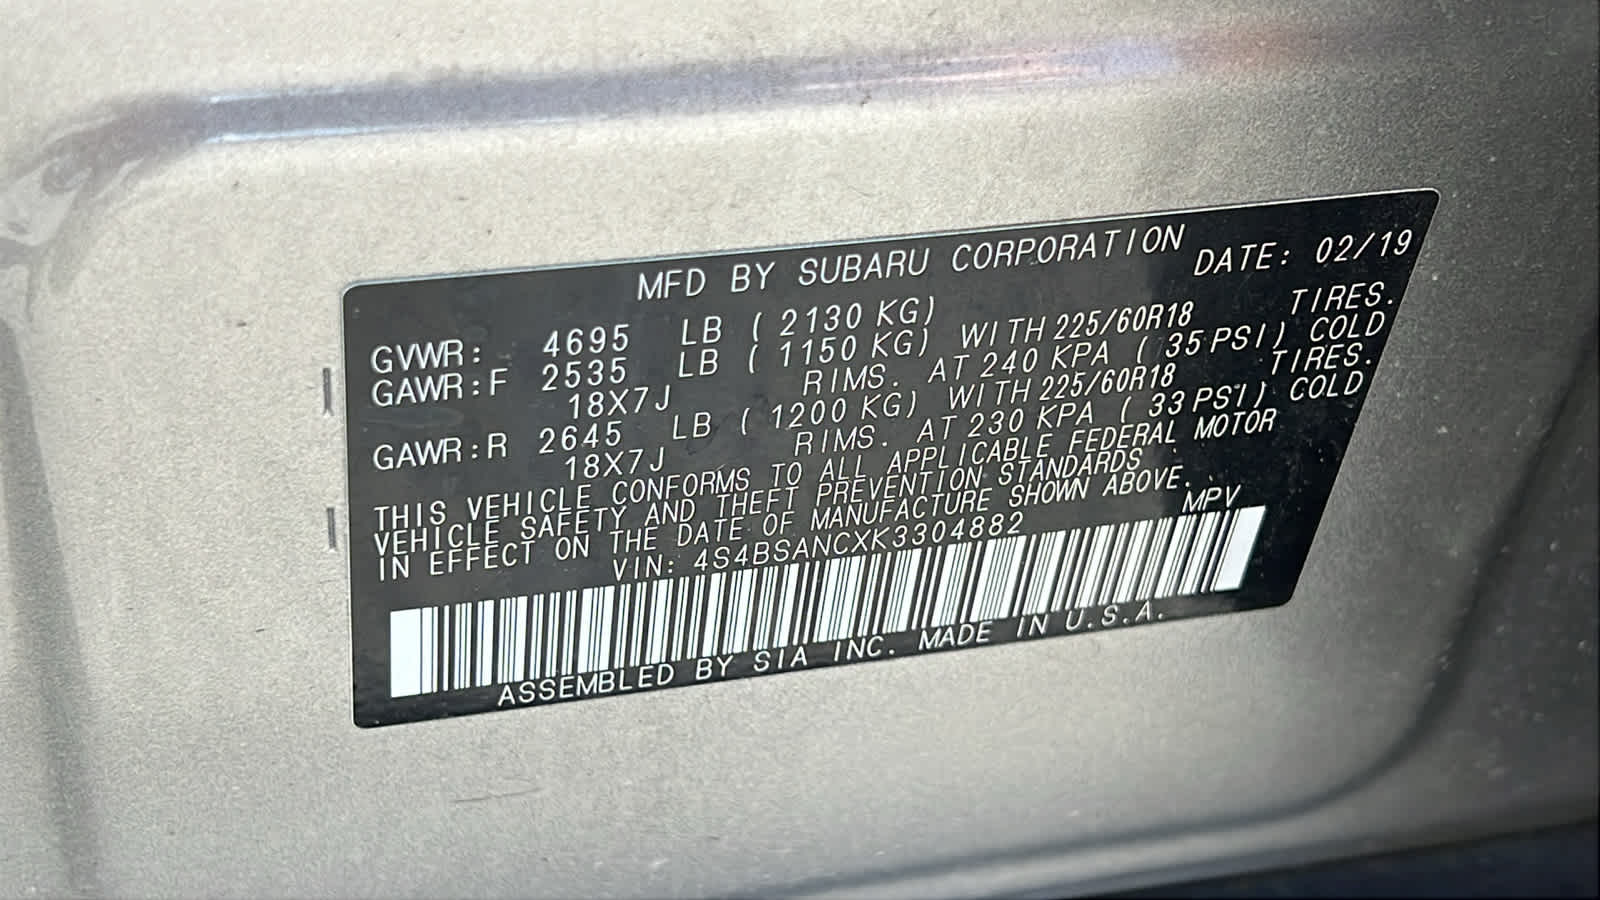 MFD BY SUBARU CORPORATION DATE: 02/19
GVWR: 4695 LB ( 2130 KG)
GAWR:F 2535 LB ( 1150 KG) WITH 225/60R18 TIRES.
18X7J RIMS. AT 240 KPA ( 35 PSI) COLD
GAWR:R 2645 LB ( 1200 KG) WITH 225/60R18 TIRES.
18X7J RIMS. AT 230 KPA ( 33 PSI) COLD
THIS VEHICLE CONFORMS TO ALL APPLICABLE FEDERAL MOTOR
VEHICLE SAFETY AND THEFT PREVENTION STANDARDS
IN EFFECT ON THE DATE OF MANUFACTURE SHOWN ABOVE.
VIN: 4S4BSANCXK3304882 MPV
ASSEMBLED BY SIA INC. MADE IN U.S.A.